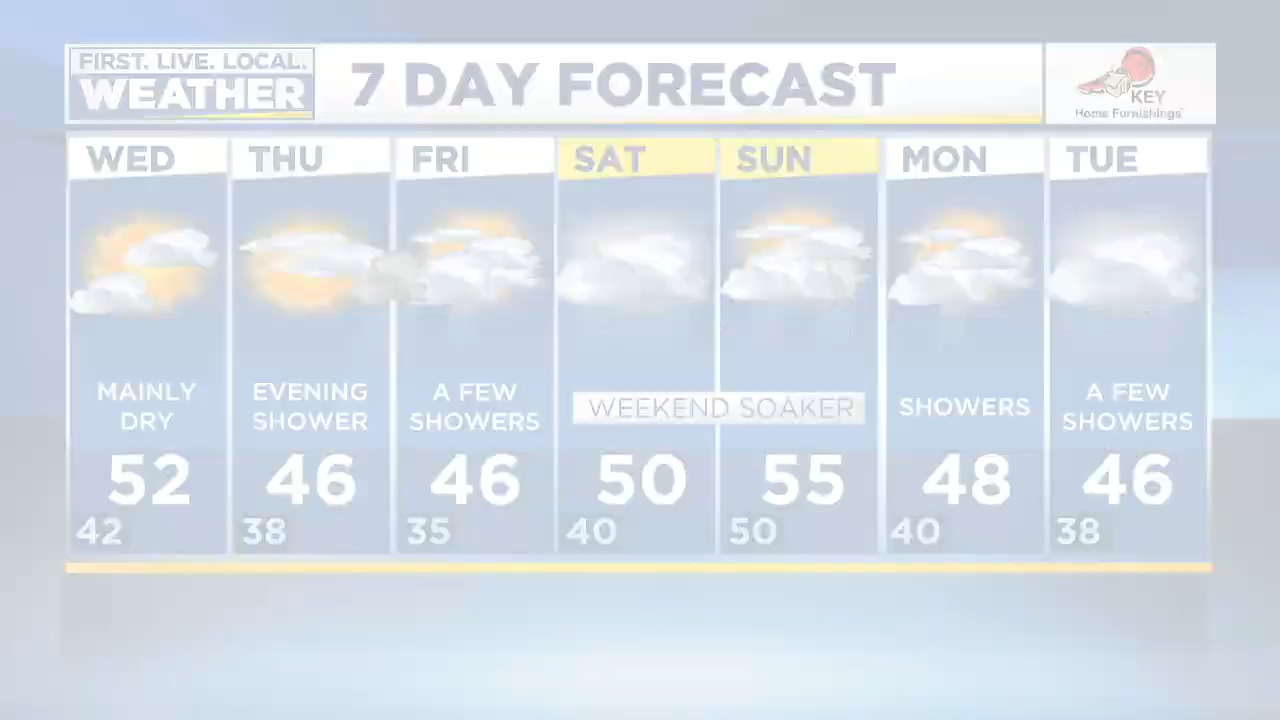 FIRST. LIVE. LOCAL.
WEATHER
7 DAY FORECAST
KEY
Home Furnishings
WED THU FRI SAT SUN MON TUE
MAINLY
DRY
EVENING
SHOWER
A FEW
SHOWERS
WEEKEND SOAKER
SHOWERS
A FEW
SHOWERS
52 46 46 50 55 48 46
42 38 35 40 50 40 38